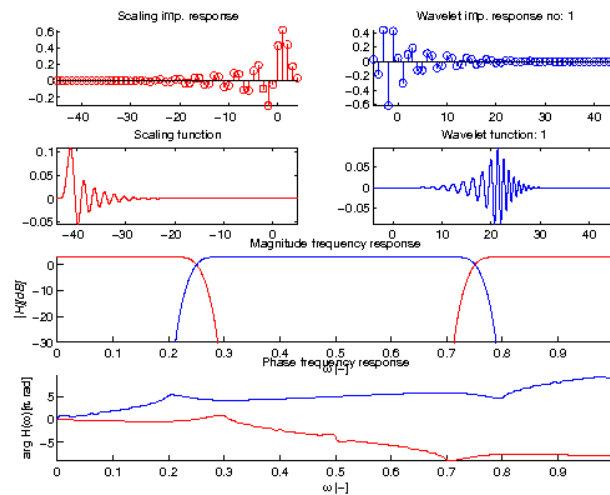 Scaling imp. response
Wavelet imp. response no: 1
0.6
0.4
0.2
0
0.2
−40 −30 −20 −10 0
0.4
0.2
0
0.2
0.4
0.6
0 10 20 30 40
Scaling function
Wavelet function: 1
0.1
0.05
0
−0.05
−40 −30 −20 −10 0
0.05
0
−0.05
0 10 20 30 40
Magnitude frequency response
|H|[dB]
0
−10
−20
−30
0 0.1 0.2 0.3 0.4 0.5 0.6 0.7 0.8 0.9
ω [−]
Phase frequency response
arg H(ω)[π rad]
5
0
−5
0 0.1 0.2 0.3 0.4 0.5 0.6 0.7 0.8 0.9
ω [−]